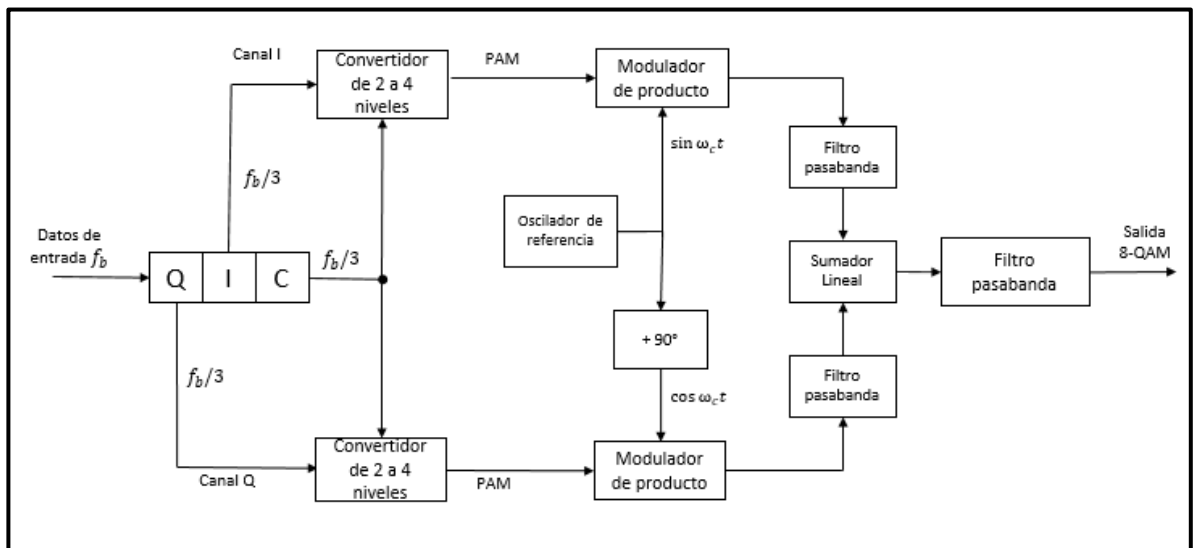 Canal I
Convertidor
de 2 a 4
niveles
PAM
Modulador
de producto
Filtro
pasabanda
sin ω_c t
f_b/3
Oscilador de
referencia
Datos de
entrada f_b
Q I C
f_b/3
Sumador
Lineal
Filtro
pasabanda
Salida
8-QAM
+ 90°
f_b/3
cos ω_c t
Filtro
pasabanda
Canal Q
Convertidor
de 2 a 4
niveles
PAM
Modulador
de producto